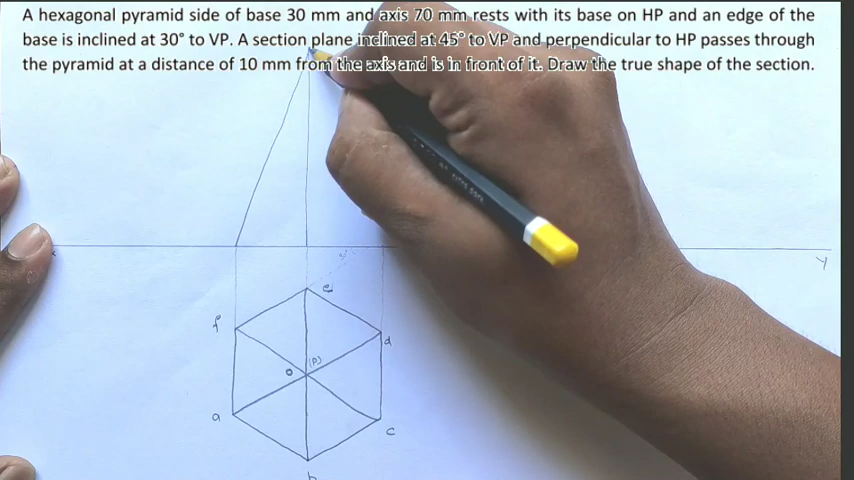 A hexagonal pyramid side of base 30 mm and axis 70 mm rests with its base on HP and an edge of the
base is inclined at 30° to VP. A section plane inclined at 45° to VP and perpendicular to HP passes through
the pyramid at a distance of 10 mm from the axis and is in front of it. Draw the true shape of the section.
Y
e
f
d
(P)
o
a
c
b